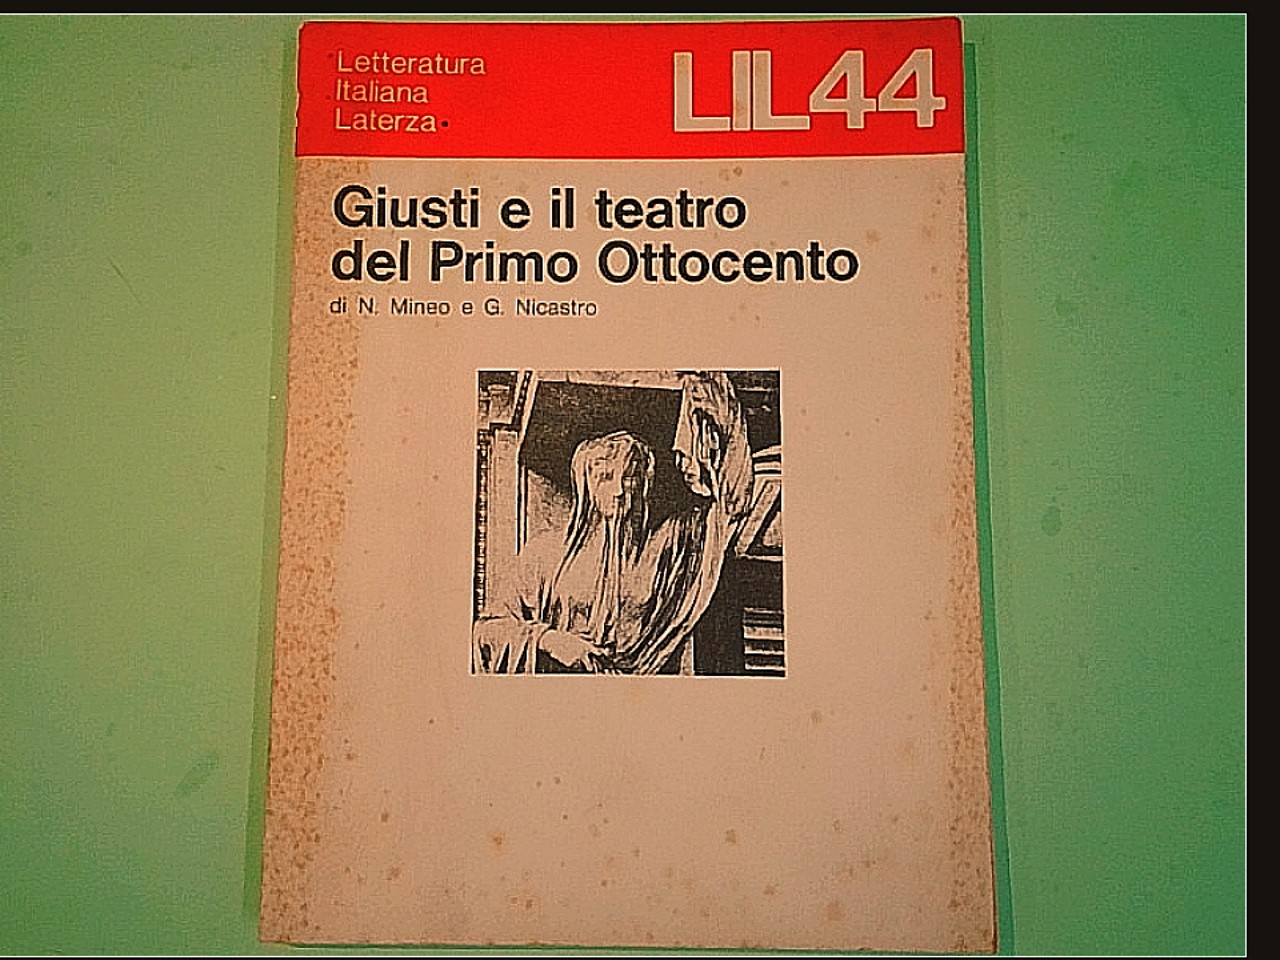 Letteratura
Italiana
Laterza
LIL44
Giusti e il teatro
del Primo Ottocento
di N. Mineo e G. Nicastro